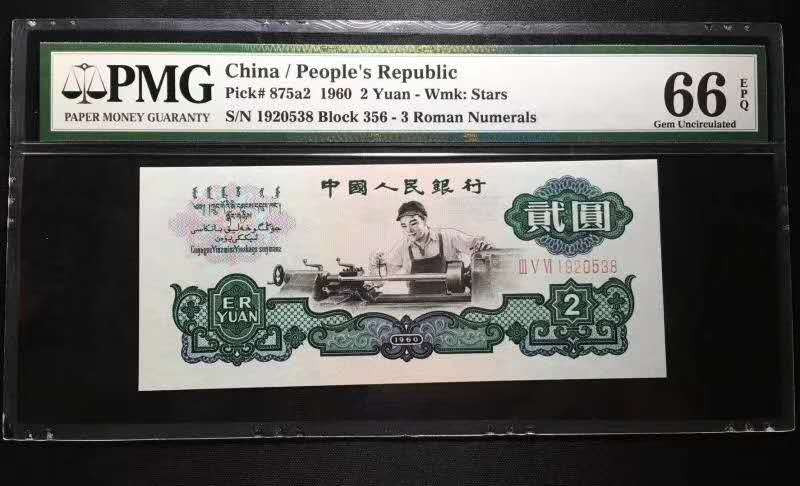 PMG
PAPER MONEY GUARANTY
China / People's Republic
Pick# 875a2 1960 2 Yuan - Wmk: Stars
S/N 1920538 Block 356 - 3 Roman Numerals
66 EPQ
Gem Uncirculated
中國人民銀行
貳圓
III V VI 1920538
ER
YUAN
2
1960